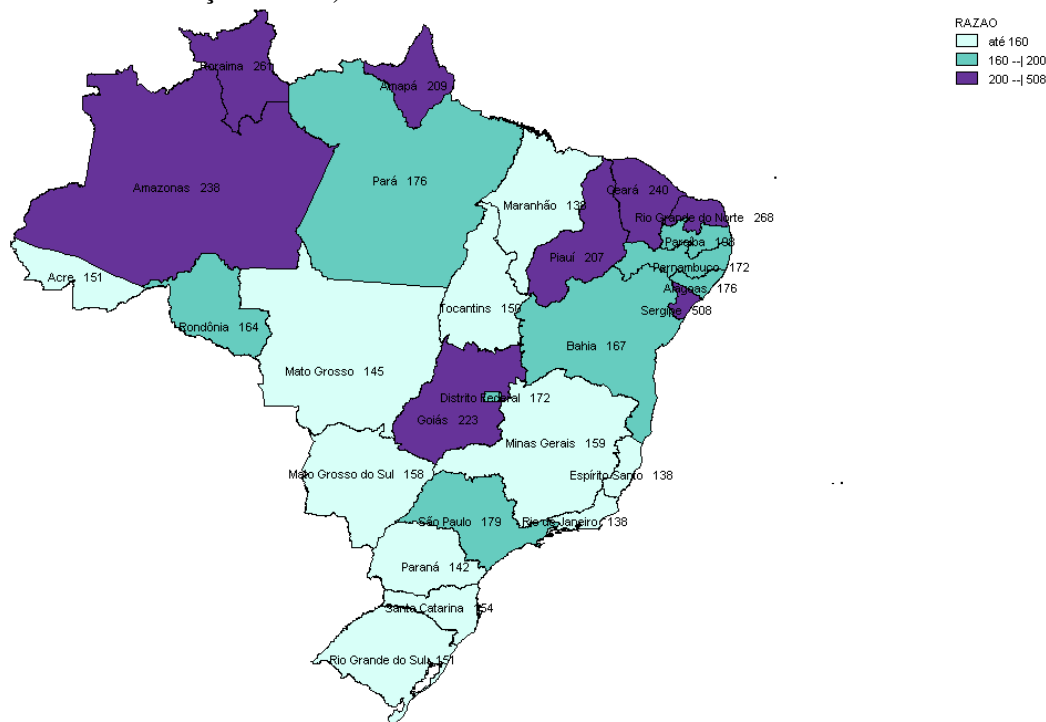 RAZAO
até 160
160 --| 200
200 --| 508
Roraima 261
Amapá 209
Amazonas 238
Pará 176
Maranhão
Ceará 240
Rio Grande do Norte 268
Piauí 207
Paraíba
Pernambuco 172
Alagoas 176
Sergipe 508
Acre 151
Rondônia 164
Tocantins
Bahia 167
Mato Grosso 145
Distrito Federal 172
Goiás 223
Minas Gerais 159
Mato Grosso do Sul 158
Espírito Santo 138
São Paulo 179
Rio de Janeiro 138
Paraná 142
Santa Catarina 154
Rio Grande do Sul 151